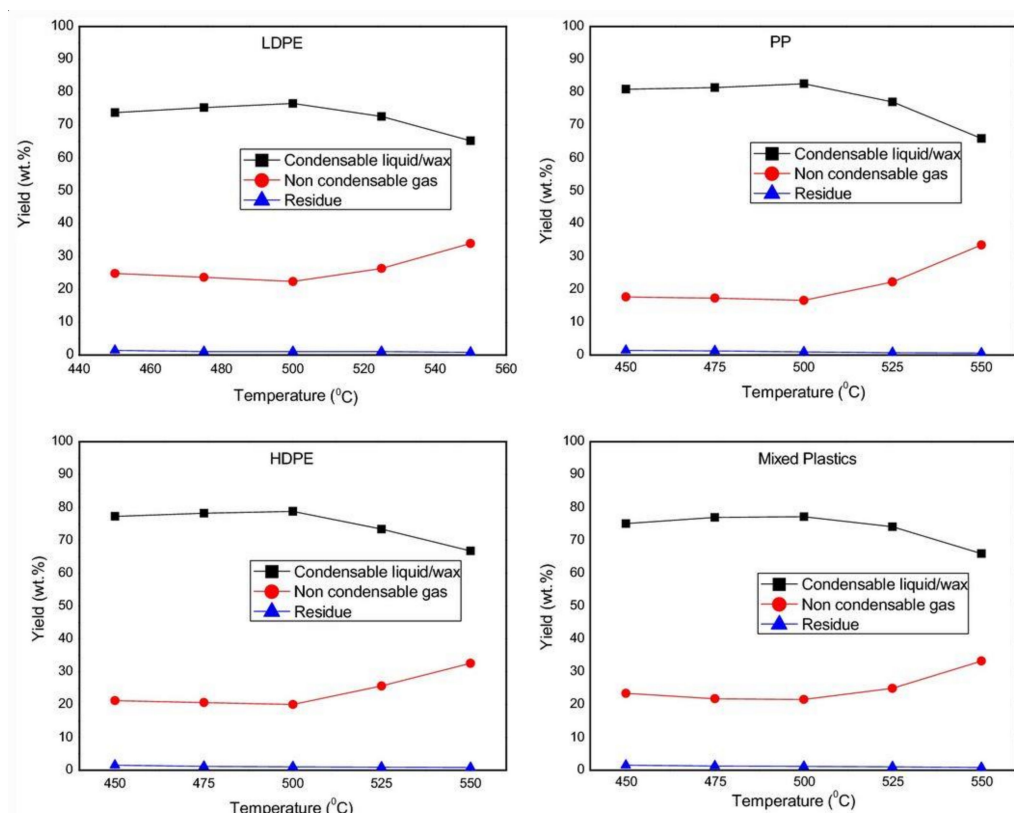 LDPE
100
90
80
70
60
50
40
30
20
10
0
Yield (wt.%)
Condensable liquid/wax
Non condensable gas
Residue
440 460 480 500 520 540 560
Temperature (⁰C)
PP
100
90
80
70
60
50
40
30
20
10
0
Yield (wt.%)
Condensable liquid/wax
Non condensable gas
Residue
450 475 500 525 550
Temperature (⁰C)
HDPE
100
90
80
70
60
50
40
30
20
10
0
Yield (wt.%)
Condensable liquid/wax
Non condensable gas
Residue
450 475 500 525 550
Temperature (⁰C)
Mixed Plastics
100
90
80
70
60
50
40
30
20
10
0
Yield (wt.%)
Condensable liquid/wax
Non condensable gas
Residue
450 475 500 525 550
Temperature (⁰C)